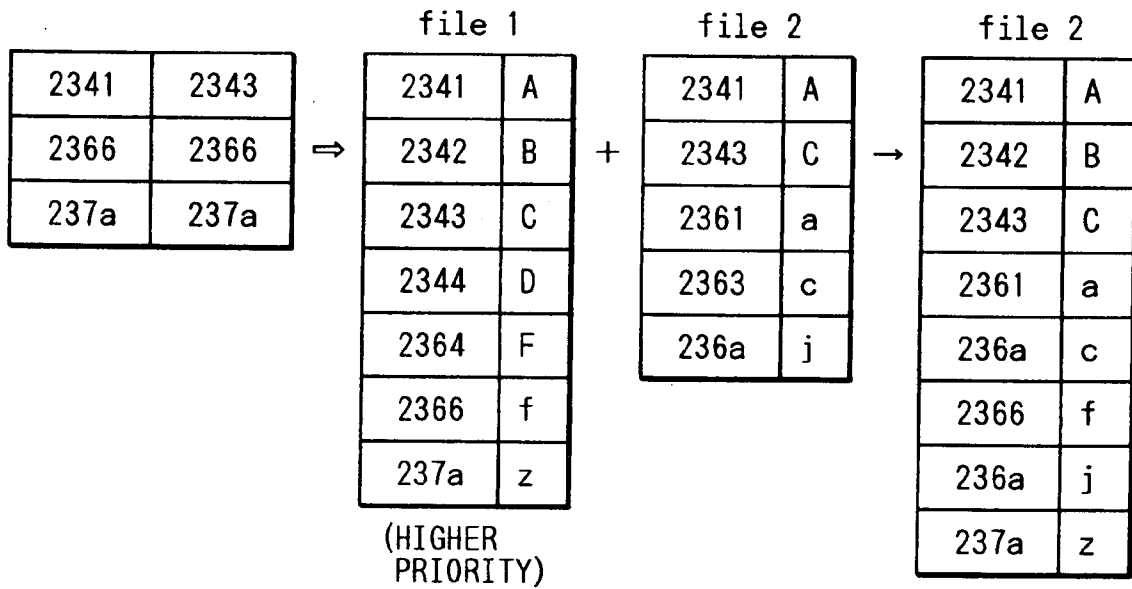 file 1 file 2 file 2
2341 2343
2366 2366
237a 237a
⇒
2341 A
2342 B
2343 C
2344 D
2364 F
2366 f
237a z
(HIGHER
PRIORITY)
+
2341 A
2343 C
2361 a
2363 c
236a j
→
2341 A
2342 B
2343 C
2361 a
236a c
2366 f
236a j
237a z